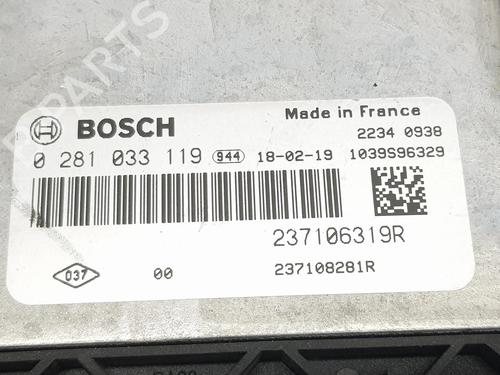 B-PARTS
BOSCH
Made in France
2234 0938
0 281 033 119 944 18-02-19 1039S96329
237106319R
037 00 237108281R